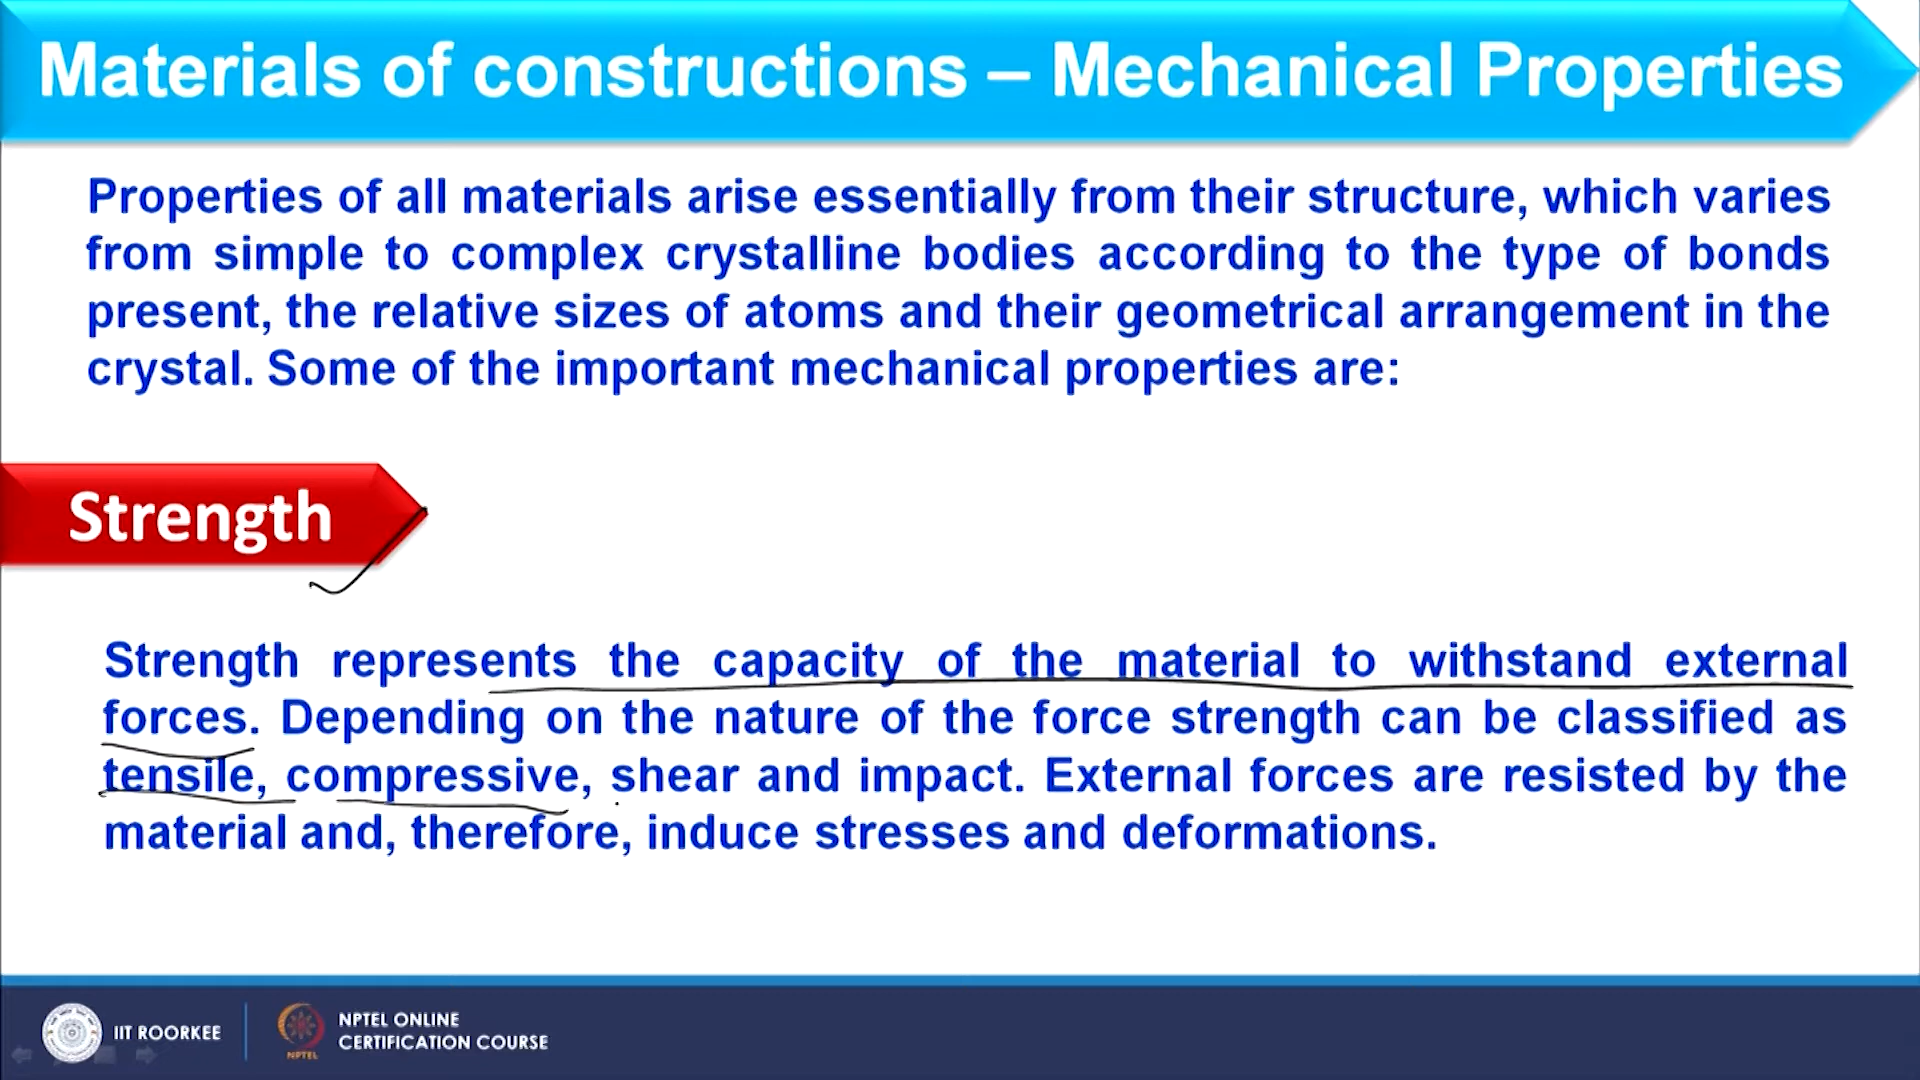 Materials of constructions – Mechanical Properties
Properties of all materials arise essentially from their structure, which varies
from simple to complex crystalline bodies according to the type of bonds
present, the relative sizes of atoms and their geometrical arrangement in the
crystal. Some of the important mechanical properties are:
Strength
Strength represents the capacity of the material to withstand external
forces. Depending on the nature of the force strength can be classified as
tensile, compressive, shear and impact. External forces are resisted by the
material and, therefore, induce stresses and deformations.
IIT ROORKEE
NPTEL
NPTEL ONLINE
CERTIFICATION COURSE